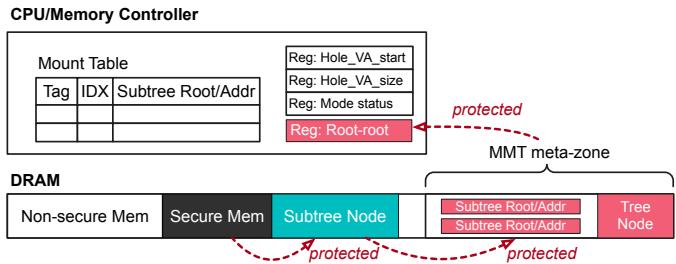 CPU/Memory Controller
Mount Table
Tag IDX Subtree Root/Addr
Reg: Hole_VA_start
Reg: Hole_VA_size
Reg: Mode status
Reg: Root-root
protected
MMT meta-zone
DRAM
Non-secure Mem
Secure Mem
Subtree Node
Subtree Root/Addr
Subtree Root/Addr
Tree
Node
protected
protected